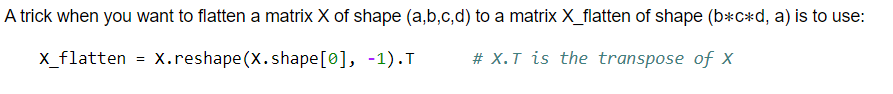 A trick when you want to flatten a matrix X of shape (a,b,c,d) to a matrix X_flatten of shape (b∗c∗d, a) is to use:
X_flatten = X.reshape(X.shape[0], -1).T      # X.T is the transpose of X